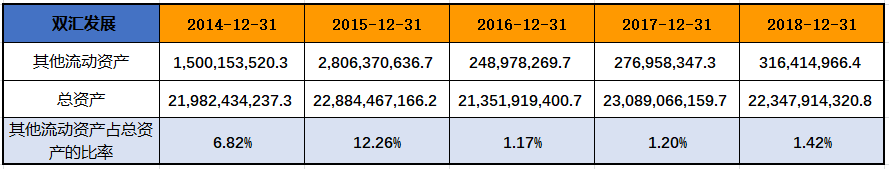 双汇发展 2014-12-31 2015-12-31 2016-12-31 2017-12-31 2018-12-31
其他流动资产 1,500,153,520.3 2,806,370,636.7 248,978,269.7 276,958,347.3 316,414,966.4
总资产 21,982,434,237.3 22,884,467,166.2 21,351,919,400.7 23,089,066,159.7 22,347,914,320.8
其他流动资产占总资
产的比率 6.82% 12.26% 1.17% 1.20% 1.42%